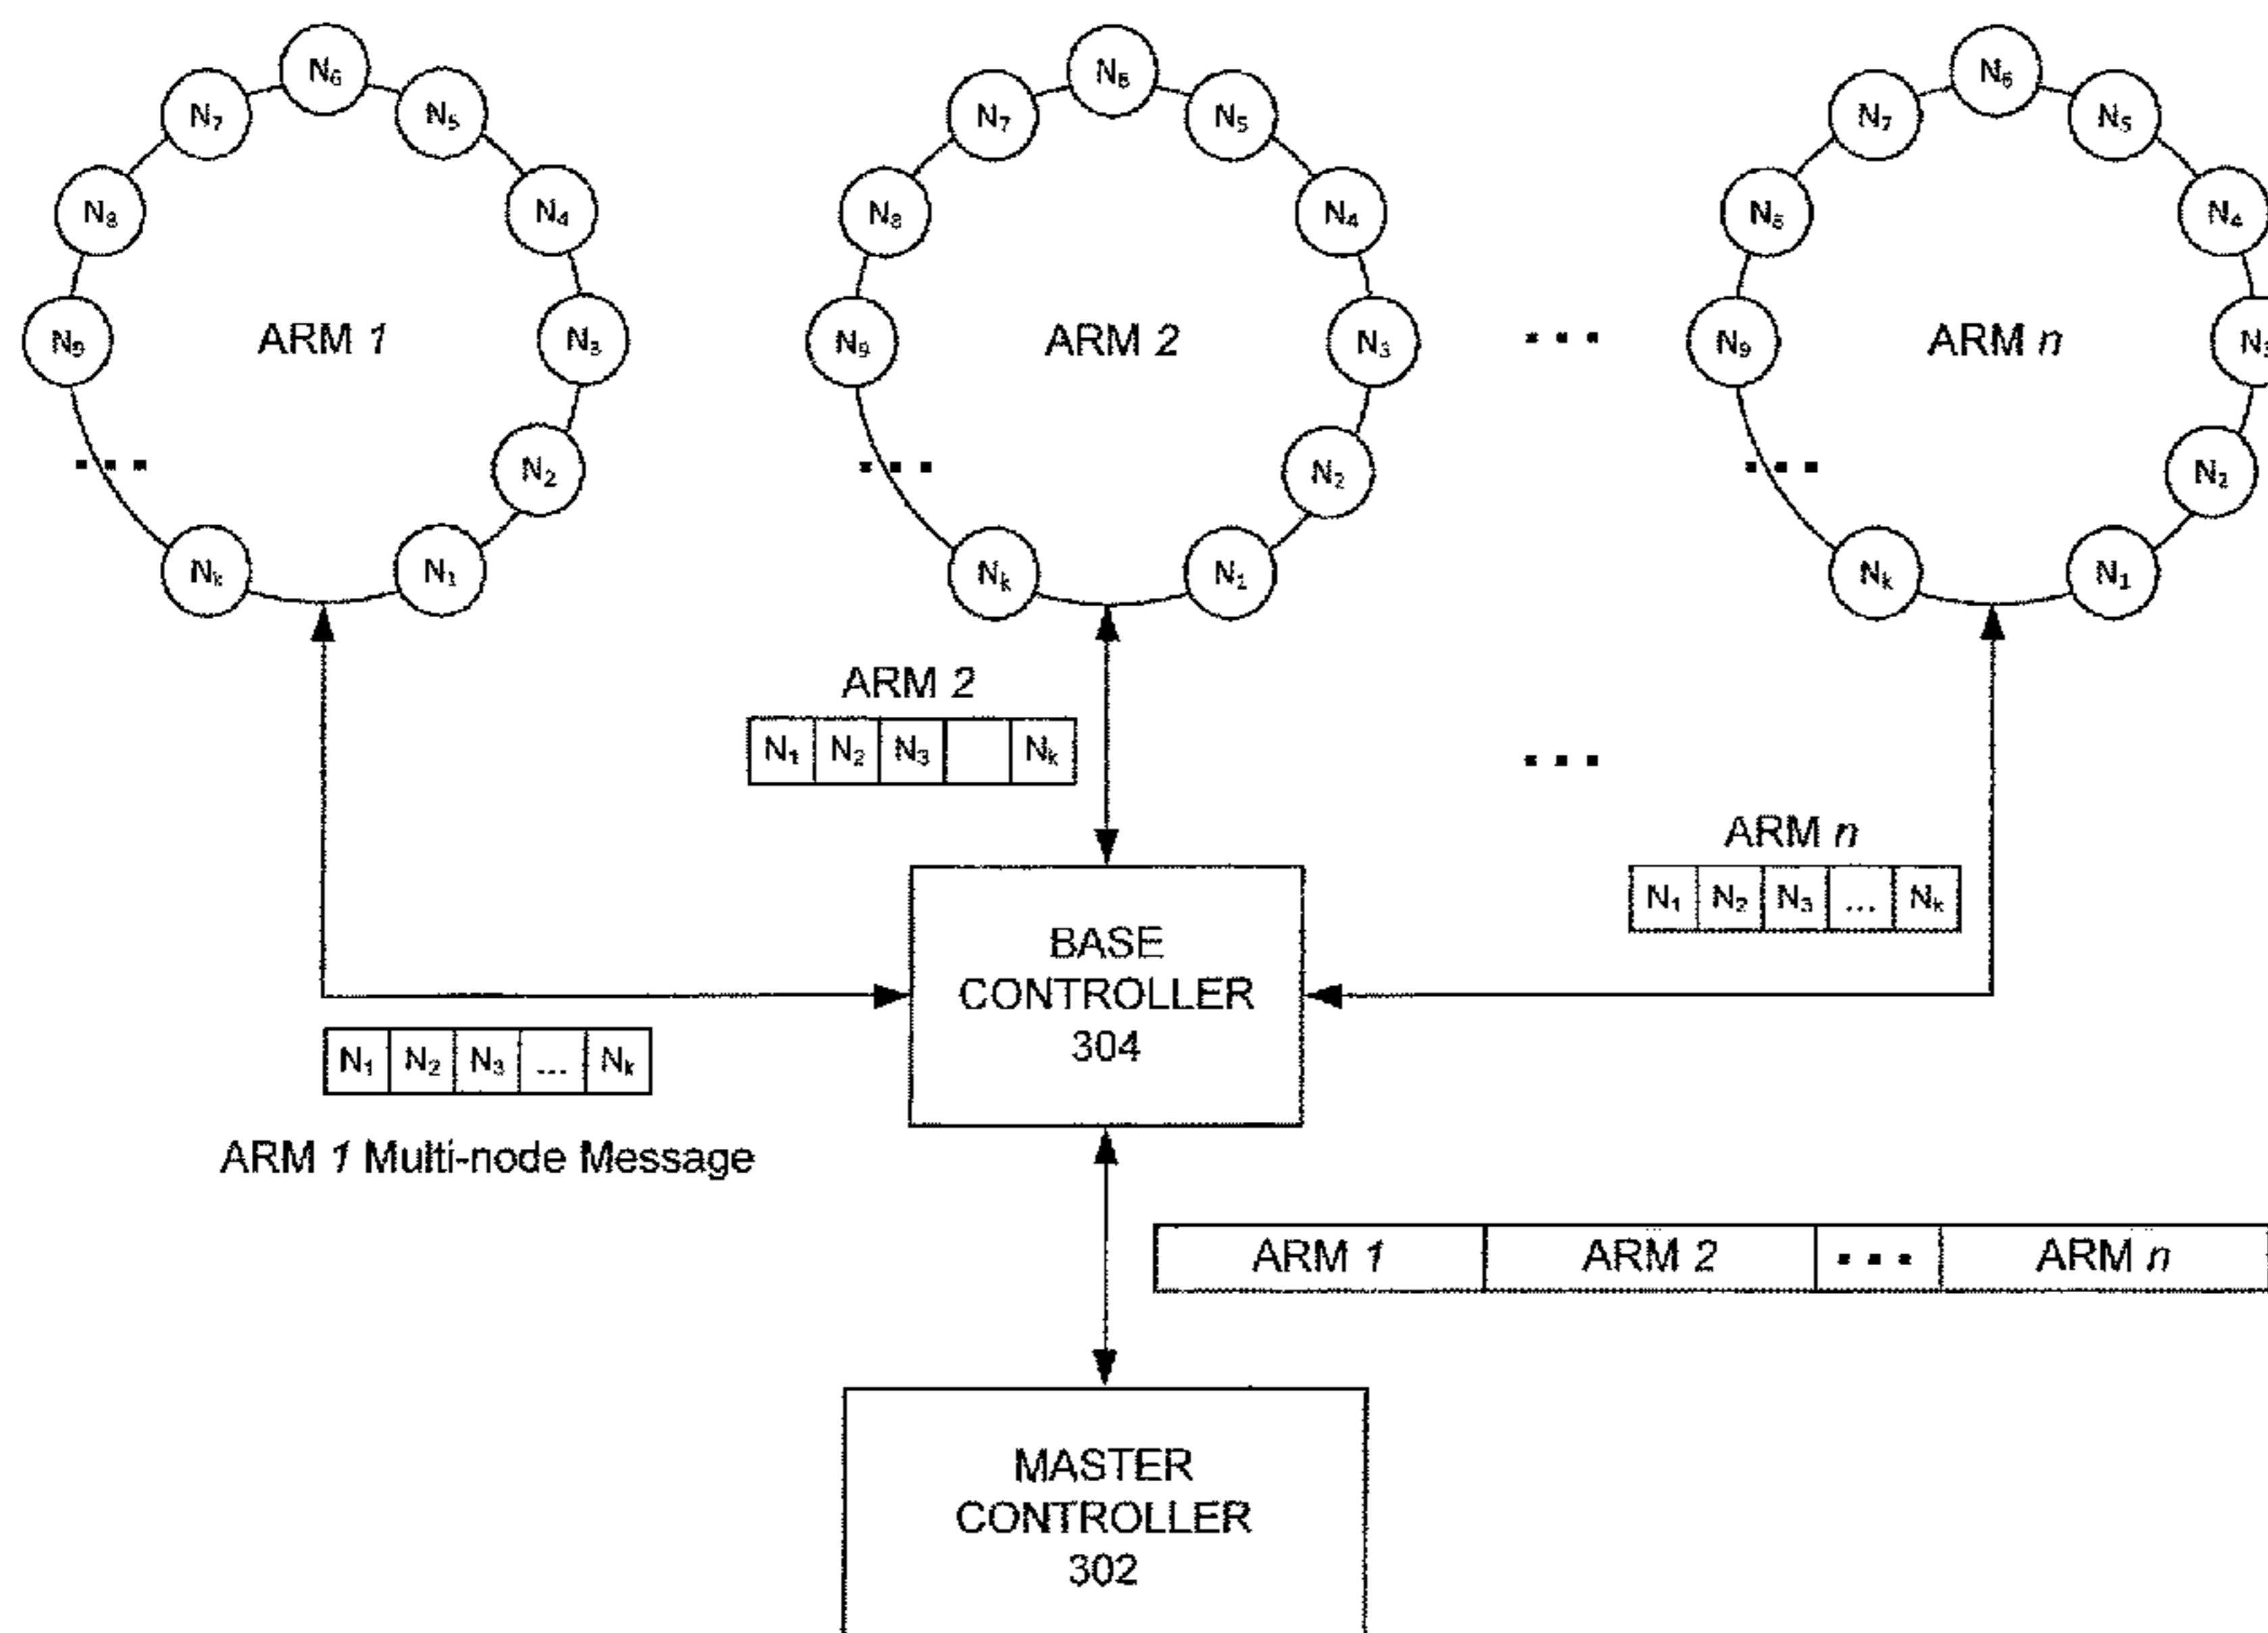 N₆ N₆ N₆
N₇ N₅ N₇ N₅ N₇ N₅
N₈ N₄ N₈ N₄ N₈ N₄
N₉ ARM 1 N₃ N₉ ARM 2 N₃ ... N₉ ARM n N₃
... N₂ ... N₂ ... N₂
Nₖ N₁ Nₖ N₁ Nₖ N₁
ARM 2
N₁ N₂ N₃ Nₖ
...
ARM n
N₁ N₂ N₃ ... Nₖ
BASE
CONTROLLER
304
N₁ N₂ N₃ ... Nₖ
ARM 1 Multi-node Message
ARM 1 ARM 2 ... ARM n
MASTER
CONTROLLER
302